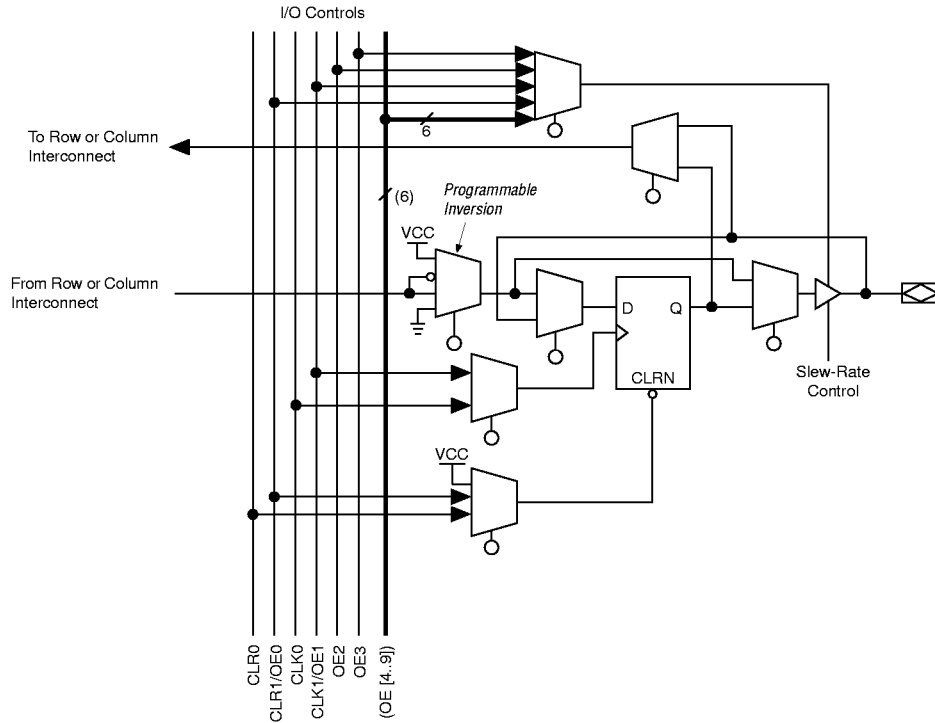 I/O Controls
To Row or Column
Interconnect
6
(6)
Programmable
Inversion
VCC
From Row or Column
Interconnect
D
Q
CLRN
Slew-Rate
Control
VCC
CLR0
CLR1/OE0
CLK0
CLK1/OE1
OE2
OE3
(OE [4..9])